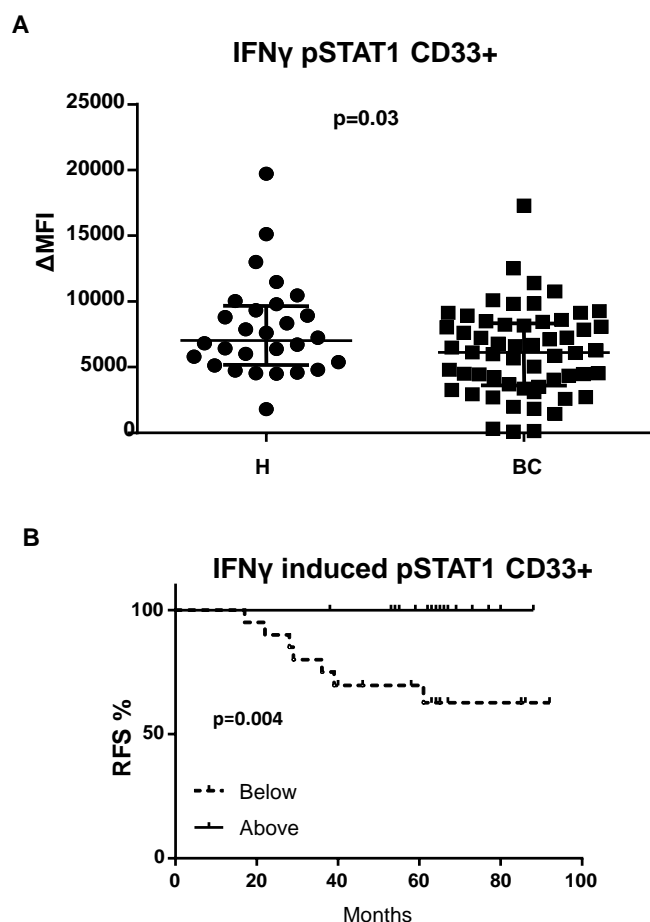 A
IFNγ pSTAT1 CD33+
p=0.03
ΔMFI
25000
20000
15000
10000
5000
0
H
BC
B
IFNγ induced pSTAT1 CD33+
RFS %
100
50
0
p=0.004
Below
Above
0
20
40
60
80
100
Months